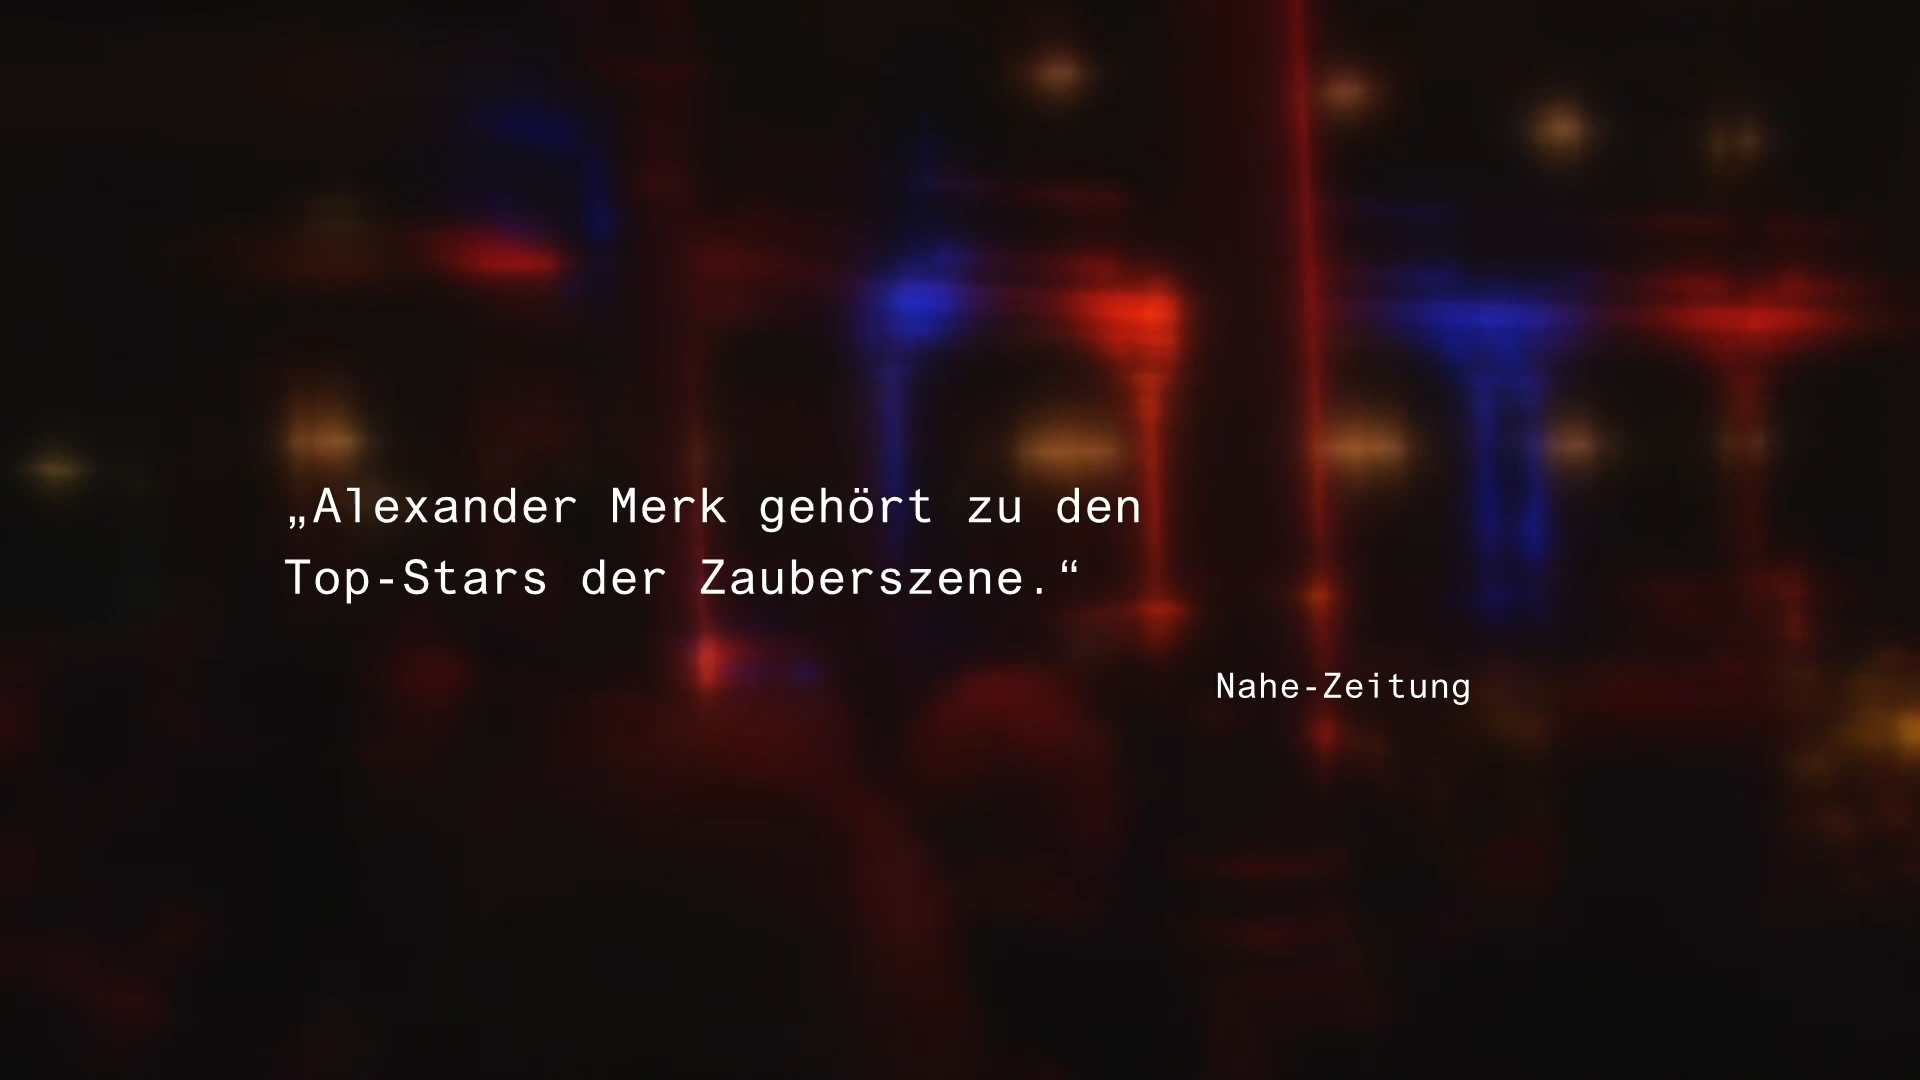 „Alexander Merk gehört zu den
Top-Stars der Zauberszene.“
Nahe-Zeitung